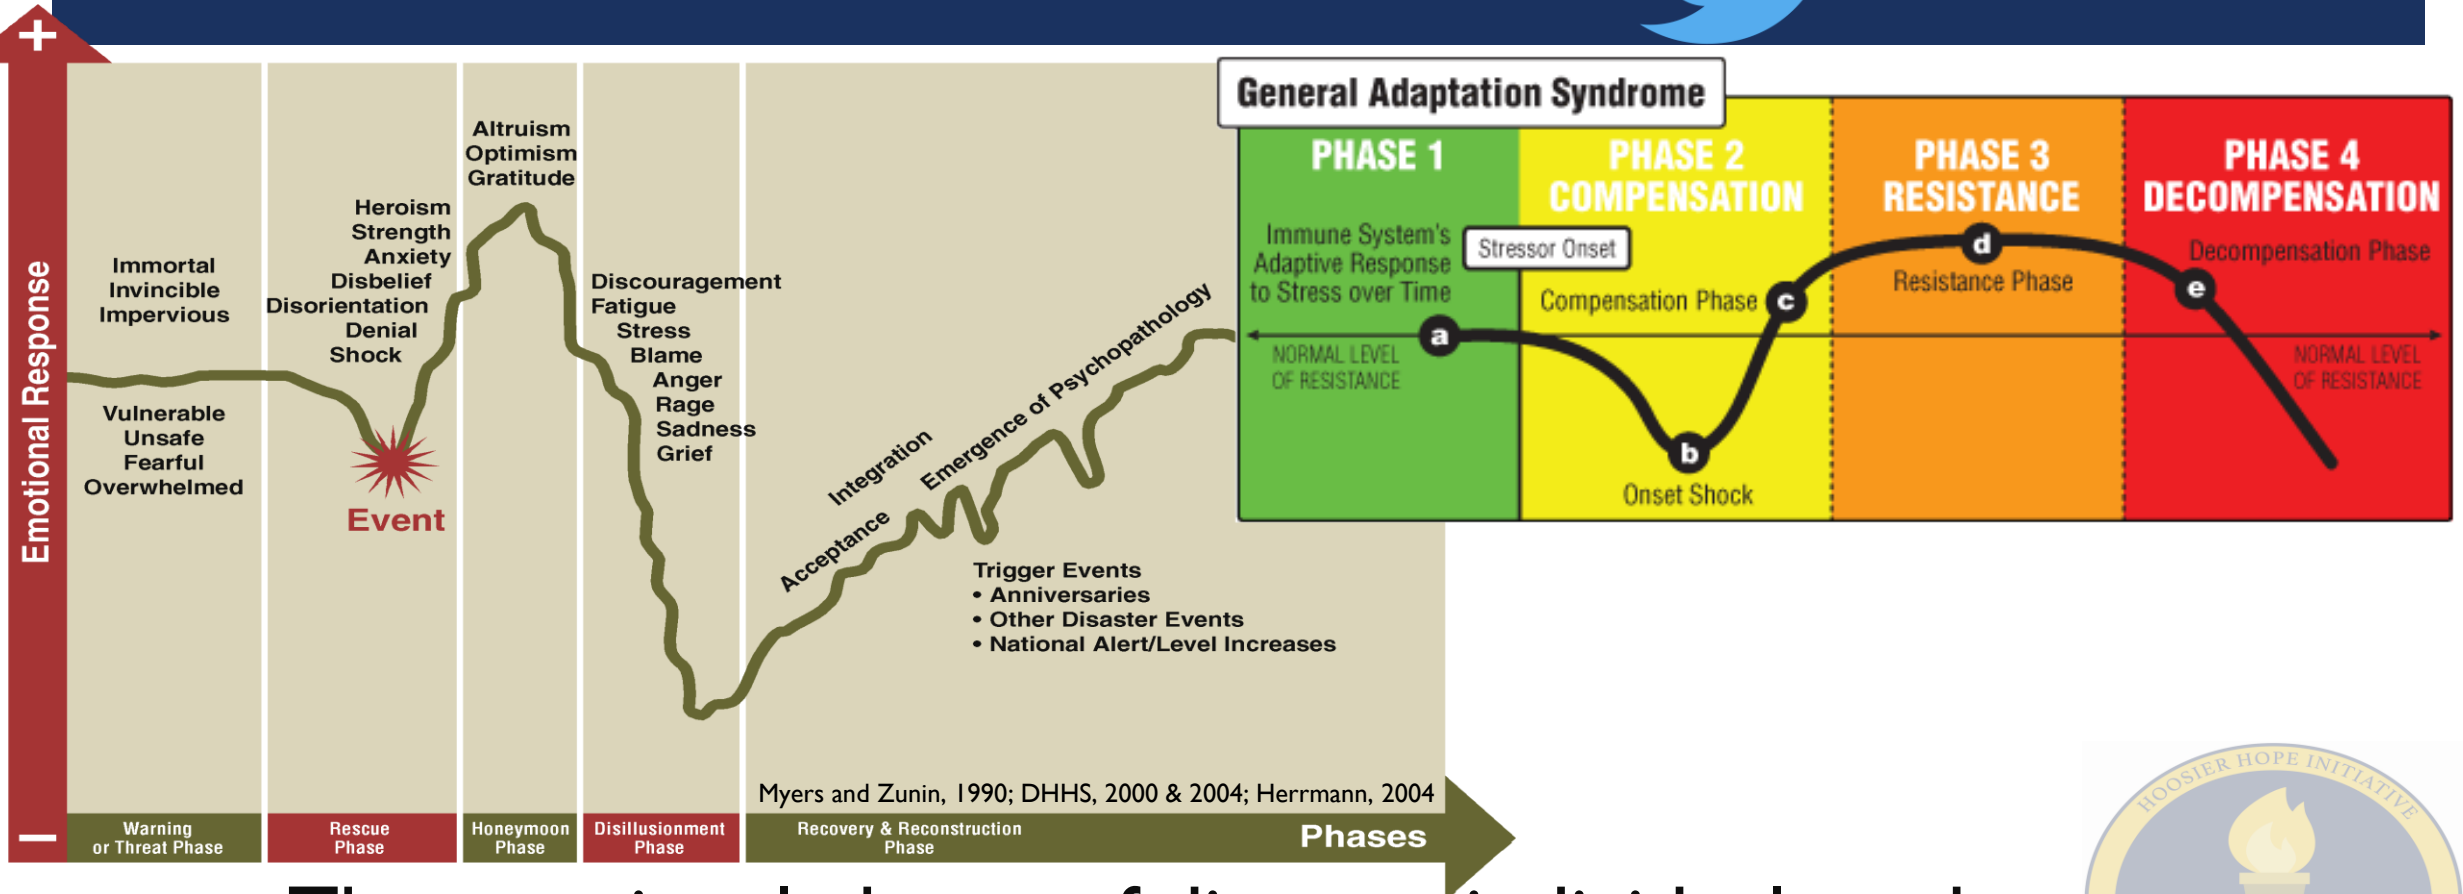 +
Emotional Response
Immortal
Invincible
Impervious
Vulnerable
Unsafe
Fearful
Overwhelmed
Heroism
Strength
Anxiety
Disbelief
Disorientation
Denial
Shock
Event
Altruism
Optimism
Gratitude
Discouragement
Fatigue
Stress
Blame
Anger
Rage
Sadness
Grief
Acceptance
Integration
Emergence of Psychopathology
Trigger Events
• Anniversaries
• Other Disaster Events
• National Alert/Level Increases
Myers and Zunin, 1990; DHHS, 2000 & 2004; Herrmann, 2004
–
Warning
or Threat Phase
Rescue
Phase
Honeymoon
Phase
Disillusionment
Phase
Recovery & Reconstruction
Phase
Phases
General Adaptation Syndrome
PHASE 1
Immune System's
Adaptive Response
to Stress over Time
NORMAL LEVEL
OF RESISTANCE
a
Stressor Onset
PHASE 2
COMPENSATION
Compensation Phase
c
b
Onset Shock
PHASE 3
RESISTANCE
d
Resistance Phase
PHASE 4
DECOMPENSATION
Decompensation Phase
e
NORMAL LEVEL
OF RESISTANCE
HOOSIER HOPE INITIATIVE